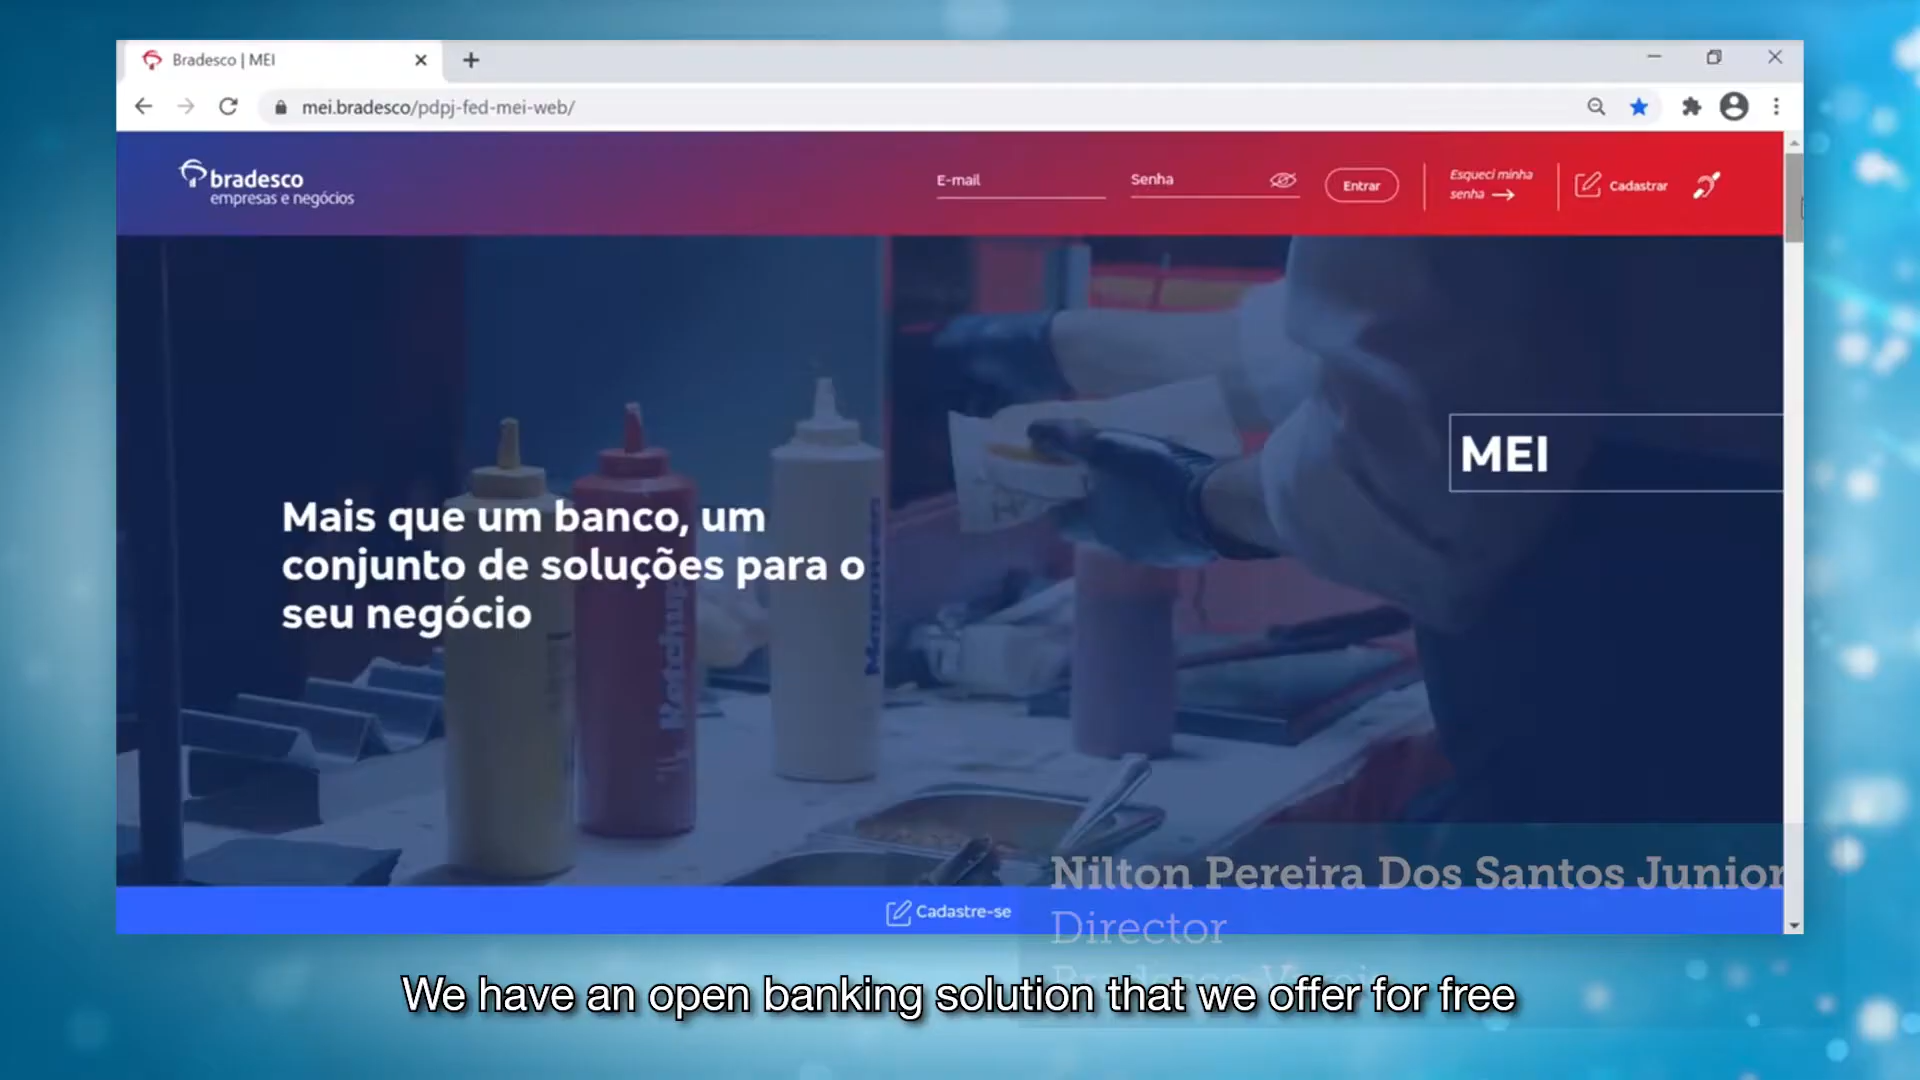 Bradesco | MEI
mei.bradesco/pdpj-fed-mei-web/
bradesco
empresas e negócios
E-mail
Senha
Entrar
Esqueci minha
senha
Cadastrar
MEI
Mais que um banco, um
conjunto de soluções para o
seu negócio
Ketchup
Cadastre-se
Nilton Pereira Dos Santos Junior
Director
We have an open banking solution that we offer for free